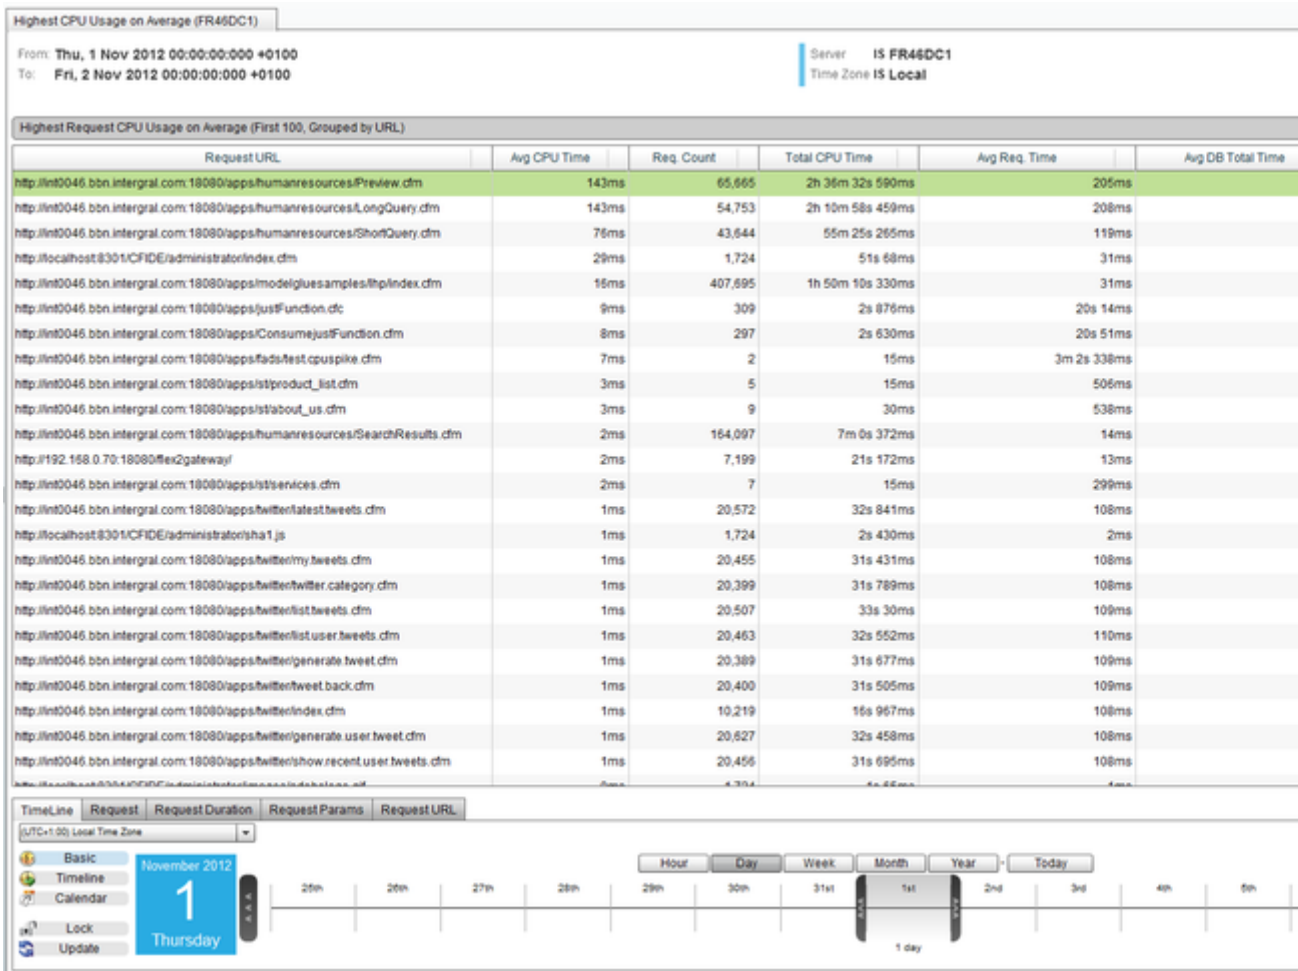 Highest CPU Usage on Average (FR46DC1)
From: Thu, 1 Nov 2012 00:00:00:000 +0100
To: Fri, 2 Nov 2012 00:00:00:000 +0100
Server IS FR46DC1
Time Zone IS Local
Highest Request CPU Usage on Average (First 100, Grouped by URL)
Request URL Avg CPU Time Req. Count Total CPU Time Avg Req. Time Avg DB Total Time
http://int0046.bbn.intergral.com:18080/apps/humanresources/Preview.cfm 143ms 65,665 2h 36m 32s 590ms 205ms
http://int0046.bbn.intergral.com:18080/apps/humanresources/LongQuery.cfm 143ms 54,753 2h 10m 58s 459ms 208ms
http://int0046.bbn.intergral.com:18080/apps/humanresources/ShortQuery.cfm 76ms 43,644 55m 25s 265ms 119ms
http://localhost:8301/CFIDE/administrator/index.cfm 29ms 1,724 51s 68ms 31ms
http://int0046.bbn.intergral.com:18080/apps/modelgluesamples/lhp/index.cfm 16ms 407,695 1h 50m 10s 330ms 31ms
http://int0046.bbn.intergral.com:18080/apps/justFunction.cfc 9ms 309 2s 876ms 20s 14ms
http://int0046.bbn.intergral.com:18080/apps/ConsumejustFunction.cfm 8ms 297 2s 630ms 20s 51ms
http://int0046.bbn.intergral.com:18080/apps/fads/test.cpuspike.cfm 7ms 2 15ms 3m 2s 338ms
http://int0046.bbn.intergral.com:18080/apps/st/product_list.cfm 3ms 5 15ms 506ms
http://int0046.bbn.intergral.com:18080/apps/st/about_us.cfm 3ms 9 30ms 538ms
http://int0046.bbn.intergral.com:18080/apps/humanresources/SearchResults.cfm 2ms 164,097 7m 0s 372ms 14ms
http://192.168.0.70:18080/flex2gateway/ 2ms 7,199 21s 172ms 13ms
http://int0046.bbn.intergral.com:18080/apps/st/services.cfm 2ms 7 15ms 299ms
http://int0046.bbn.intergral.com:18080/apps/twitter/latest.tweets.cfm 1ms 20,572 32s 841ms 108ms
http://localhost:8301/CFIDE/administrator/sha1.js 1ms 1,724 2s 430ms 2ms
http://int0046.bbn.intergral.com:18080/apps/twitter/my.tweets.cfm 1ms 20,455 31s 431ms 108ms
http://int0046.bbn.intergral.com:18080/apps/twitter/twitter.category.cfm 1ms 20,399 31s 789ms 108ms
http://int0046.bbn.intergral.com:18080/apps/twitter/list.tweets.cfm 1ms 20,507 33s 30ms 109ms
http://int0046.bbn.intergral.com:18080/apps/twitter/list.user.tweets.cfm 1ms 20,463 32s 552ms 110ms
http://int0046.bbn.intergral.com:18080/apps/twitter/generate.tweet.cfm 1ms 20,389 31s 677ms 109ms
http://int0046.bbn.intergral.com:18080/apps/twitter/tweet.back.cfm 1ms 20,400 31s 505ms 109ms
http://int0046.bbn.intergral.com:18080/apps/twitter/index.cfm 1ms 10,219 16s 967ms 108ms
http://int0046.bbn.intergral.com:18080/apps/twitter/generate.user.tweet.cfm 1ms 20,627 32s 458ms 108ms
http://int0046.bbn.intergral.com:18080/apps/twitter/show.recent.user.tweets.cfm 1ms 20,456 31s 695ms 108ms
TimeLine Request Request Duration Request Params Request URL
(UTC+1:00) Local Time Zone
Basic
Timeline
Calendar
Lock
Update
November 2012
1
Thursday
Hour Day Week Month Year Today
25th 26th 27th 28th 29th 30th 31st 1st 2nd 3rd 4th 5th
1 day